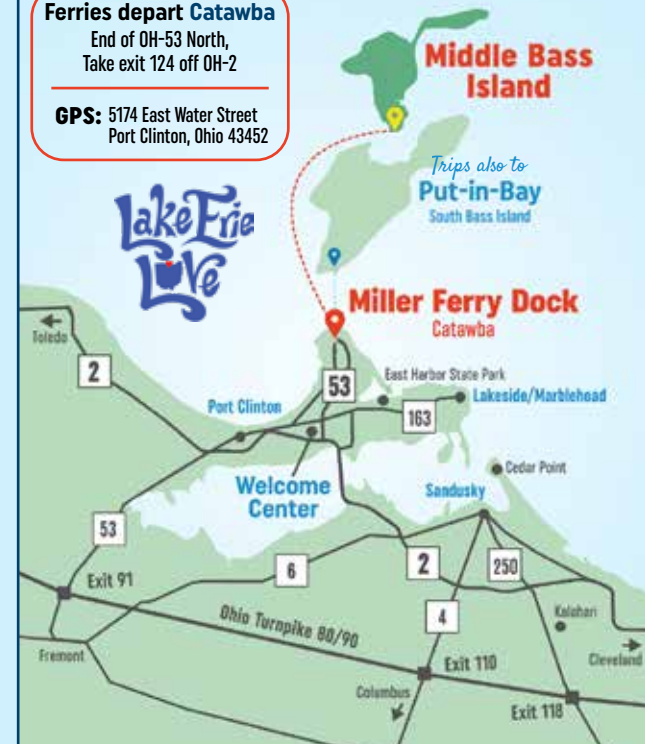 Ferries depart Catawba
End of OH-53 North,
Take exit 124 off OH-2
GPS: 5174 East Water Street
Port Clinton, Ohio 43452
Middle Bass
Island
Trips also to
Put-in-Bay
South Bass Island
Lake Erie
Love
Miller Ferry Dock
Catawba
Toledo
2
53
East Harbor State Park
Lakeside/Marblehead
163
Port Clinton
Welcome
Center
Cedar Point
Sandusky
53
6
2
250
Exit 91
4
Ohio Turnpike 80/90
Kalahari
Fremont
Exit 110
Cleveland
Columbus
Exit 118